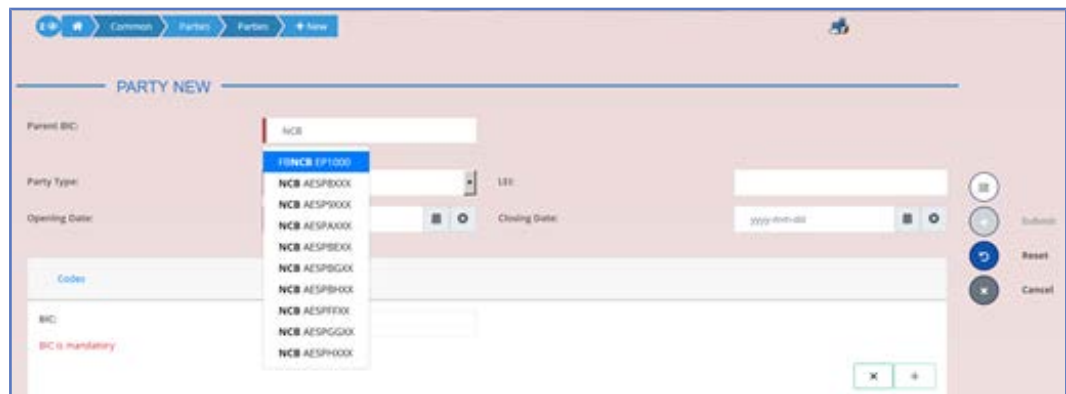 Common Parties Parties + New
PARTY NEW
Parent BIC:
NCB
FBNCB EP1000
Party Type:
NCB AESPBXXX
LEI:
NCB AESP9XXX
Opening Date:
NCB AESPAXXX
Closing Date:
yyyy-mm-dd
Submit
NCB AESPBEXX
Reset
NCB AESPBGXX
Codes
NCB AESPBHXX
Cancel
NCB AESPFFXX
BIC:
NCB AESPGGXX
BIC is mandatory
NCB AESPHXXX